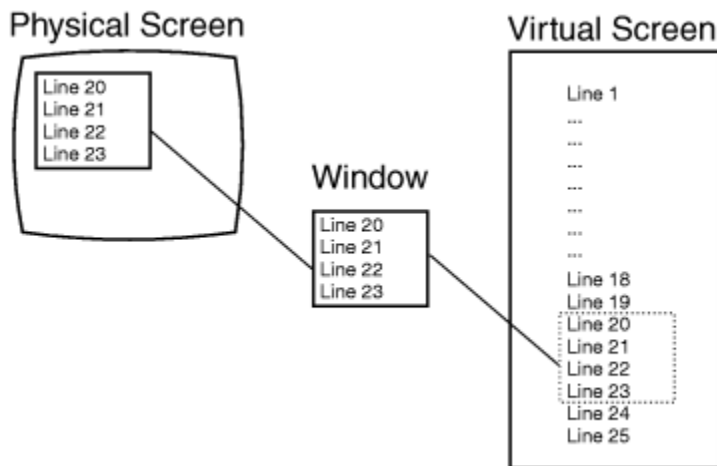 Physical Screen
Line 20
Line 21
Line 22
Line 23
Window
Line 20
Line 21
Line 22
Line 23
Virtual Screen
Line 1
...
...
...
...
...
...
...
Line 18
Line 19
Line 20
Line 21
Line 22
Line 23
Line 24
Line 25